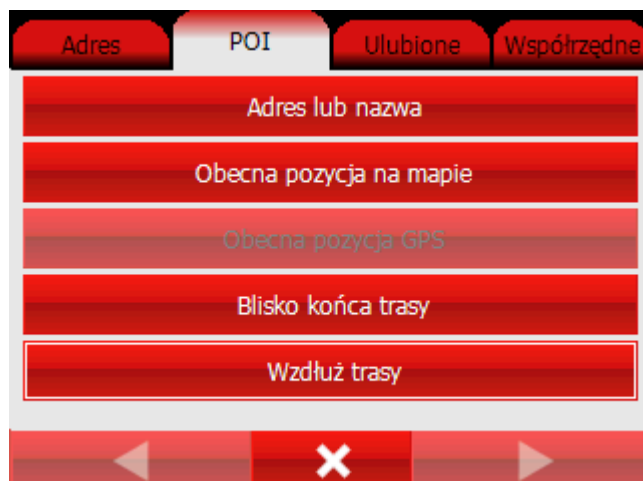 Adres
POI
Ulubione
Współrzędne
Adres lub nazwa
Obecna pozycja na mapie
Obecna pozycja GPS
Blisko końca trasy
Wzdłuż trasy